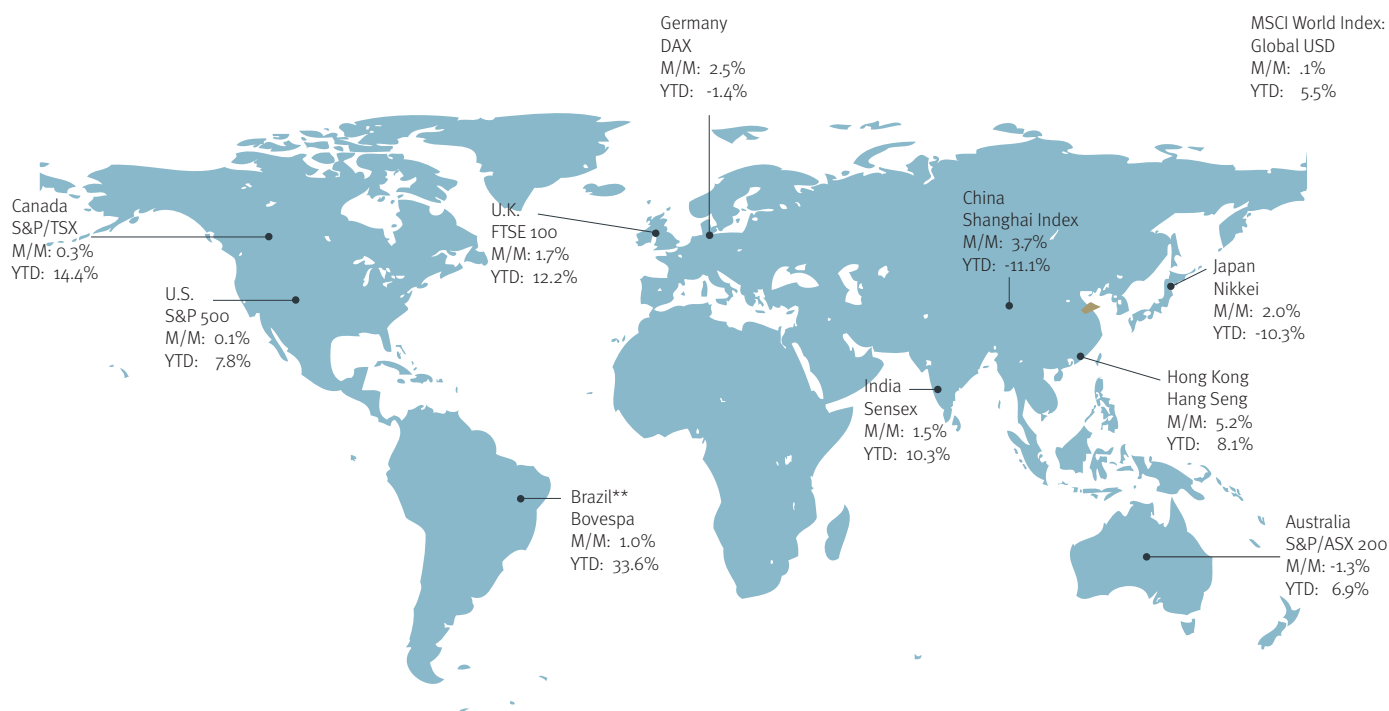 Germany
DAX
M/M: 2.5%
YTD: -1.4%
MSCI World Index:
Global USD
M/M: .1%
YTD: 5.5%
Canada
S&P/TSX
M/M: 0.3%
YTD: 14.4%
U.K.
FTSE 100
M/M: 1.7%
YTD: 12.2%
China
Shanghai Index
M/M: 3.7%
YTD: -11.1%
Japan
Nikkei
M/M: 2.0%
YTD: -10.3%
U.S.
S&P 500
M/M: 0.1%
YTD: 7.8%
India
Sensex
M/M: 1.5%
YTD: 10.3%
Hong Kong
Hang Seng
M/M: 5.2%
YTD: 8.1%
Brazil**
Bovespa
M/M: 1.0%
YTD: 33.6%
Australia
S&P/ASX 200
M/M: -1.3%
YTD: 6.9%